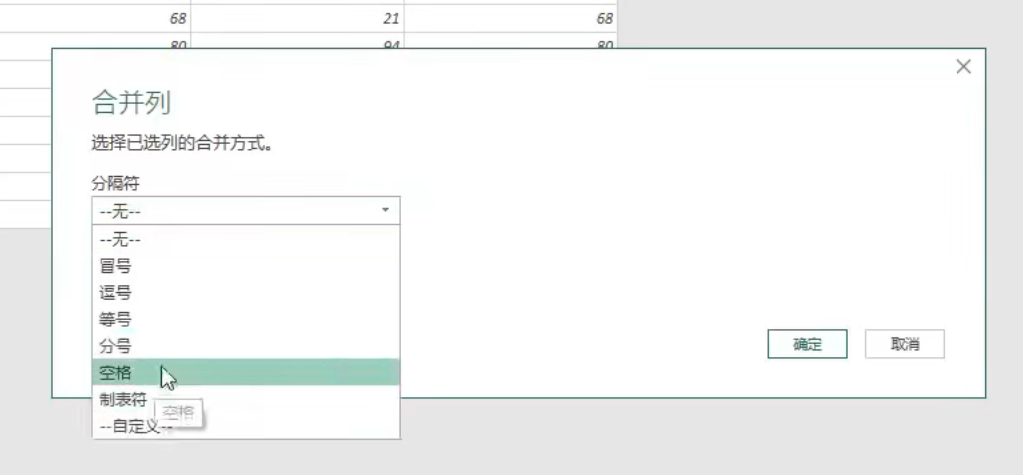 68 21 68
80 94 80
合并列
选择已选列的合并方式。
分隔符
--无--
--无--
冒号
逗号
等号
分号
空格
制表符
空格
--自定义--
确定 取消